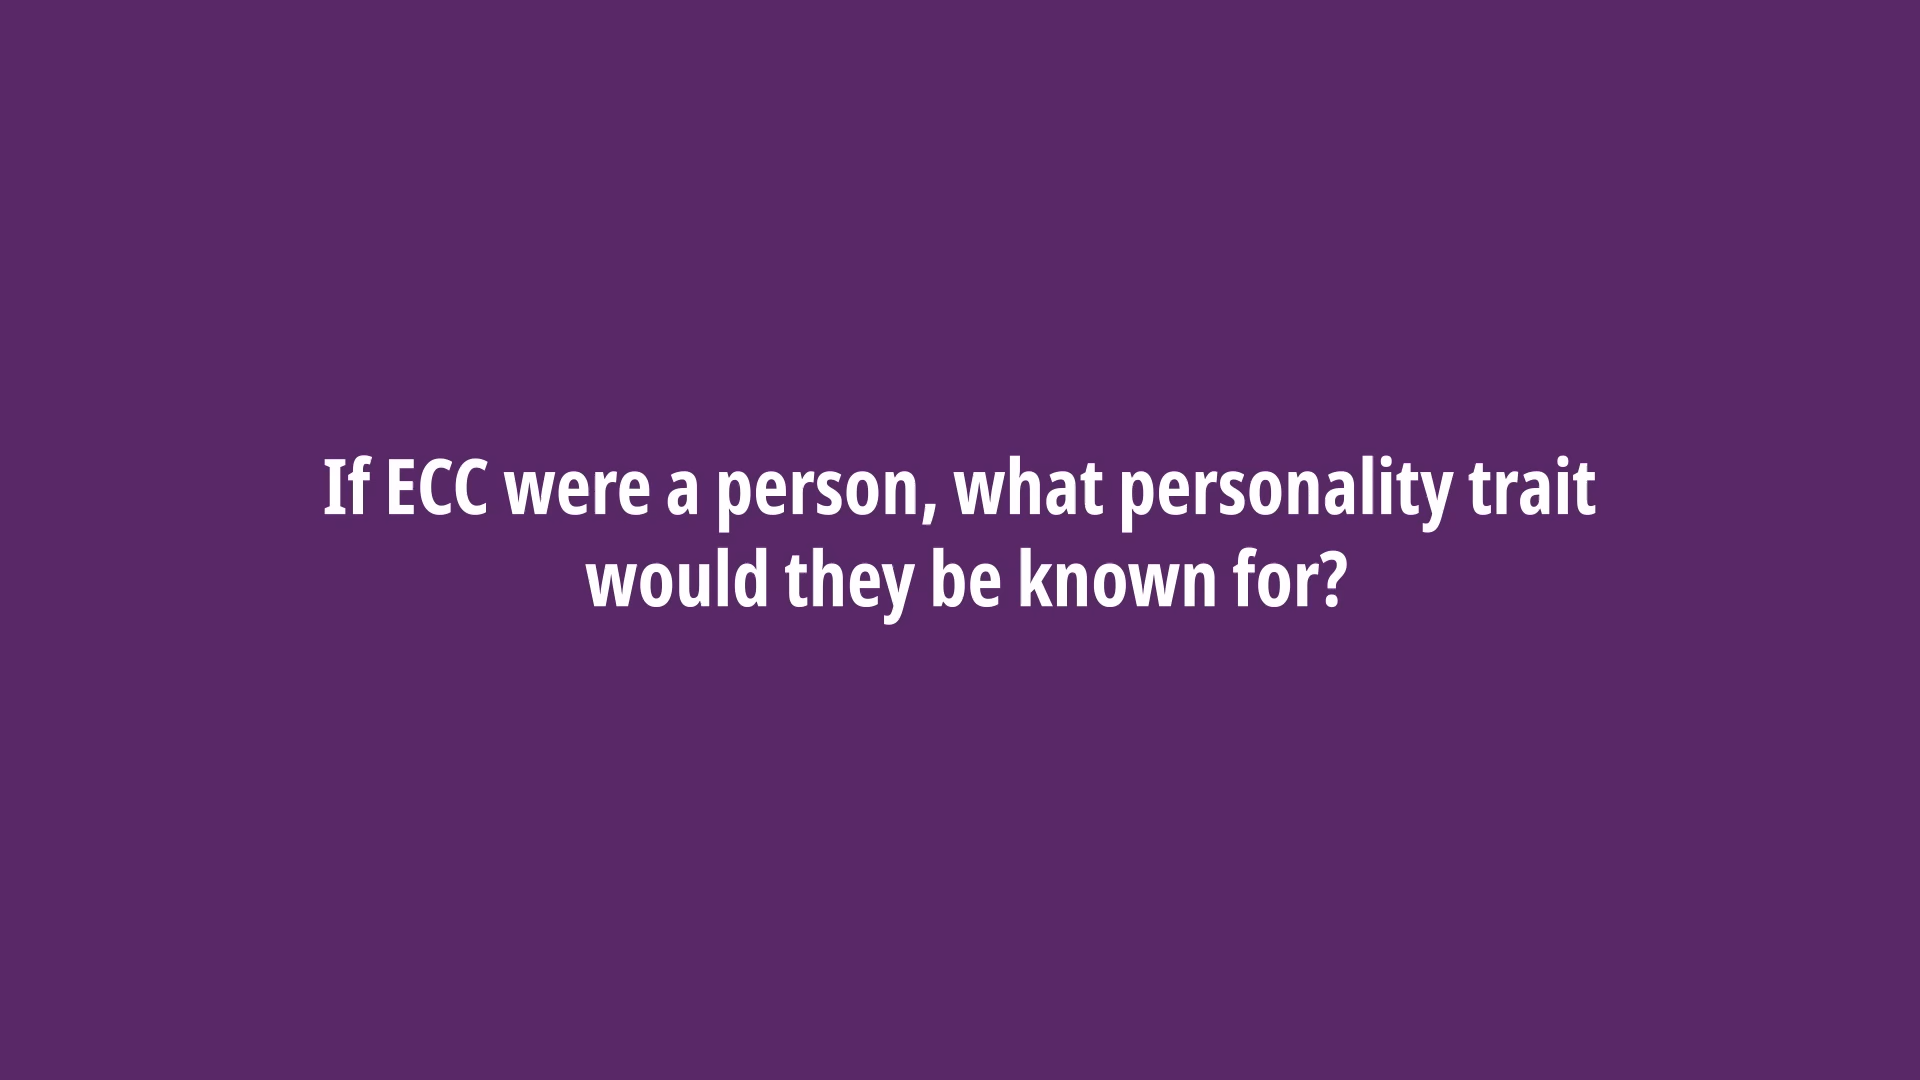 If ECC were a person, what personality trait
would they be known for?